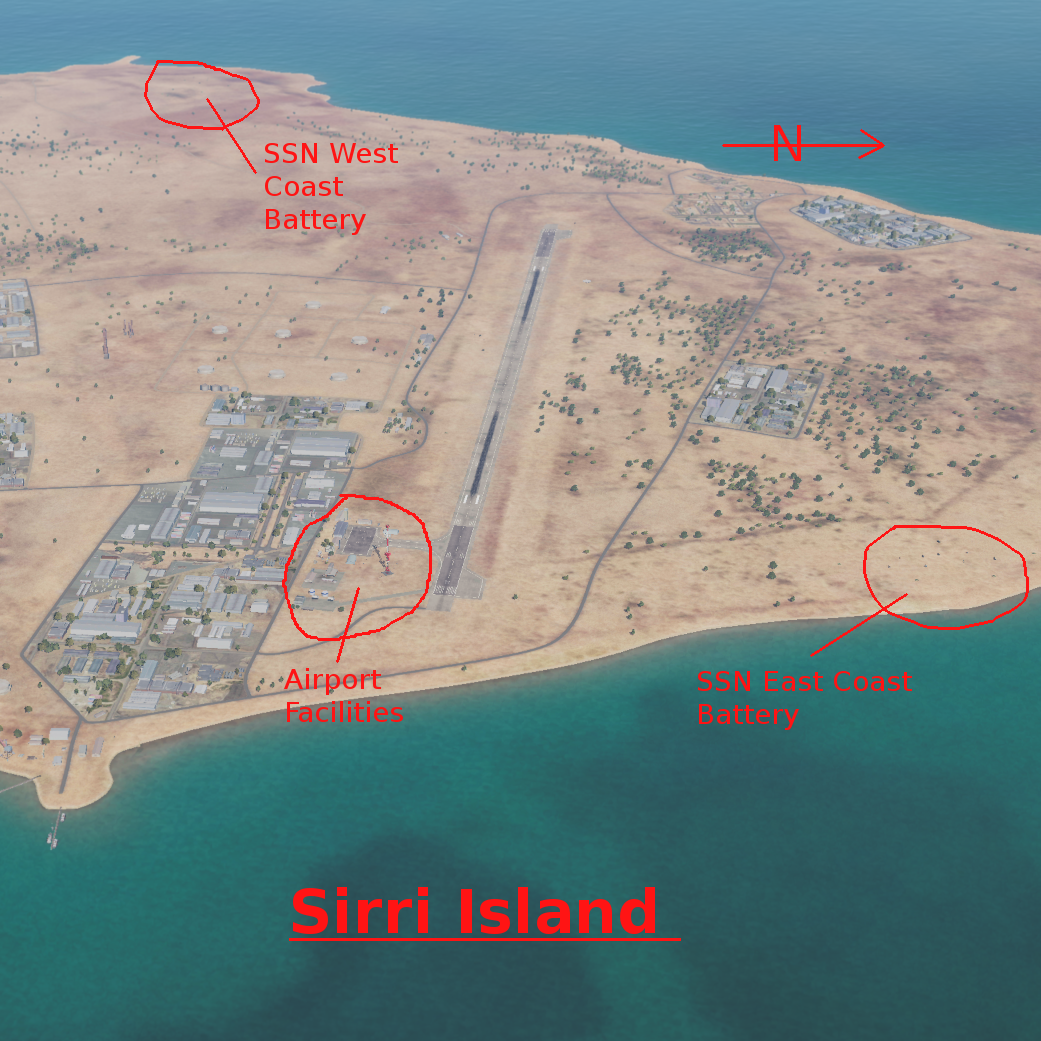 N
SSN West
Coast
Battery
Airport
Facilities
SSN East Coast
Battery
Sirri Island